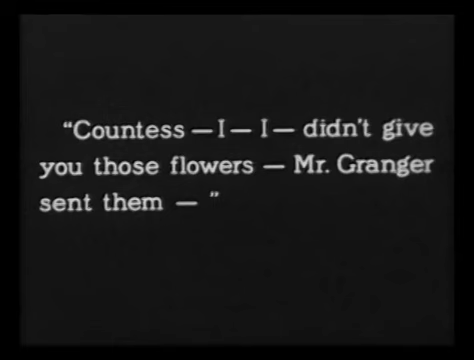 "Countess — I — I — didn't give
you those flowers — Mr. Granger
sent them — "